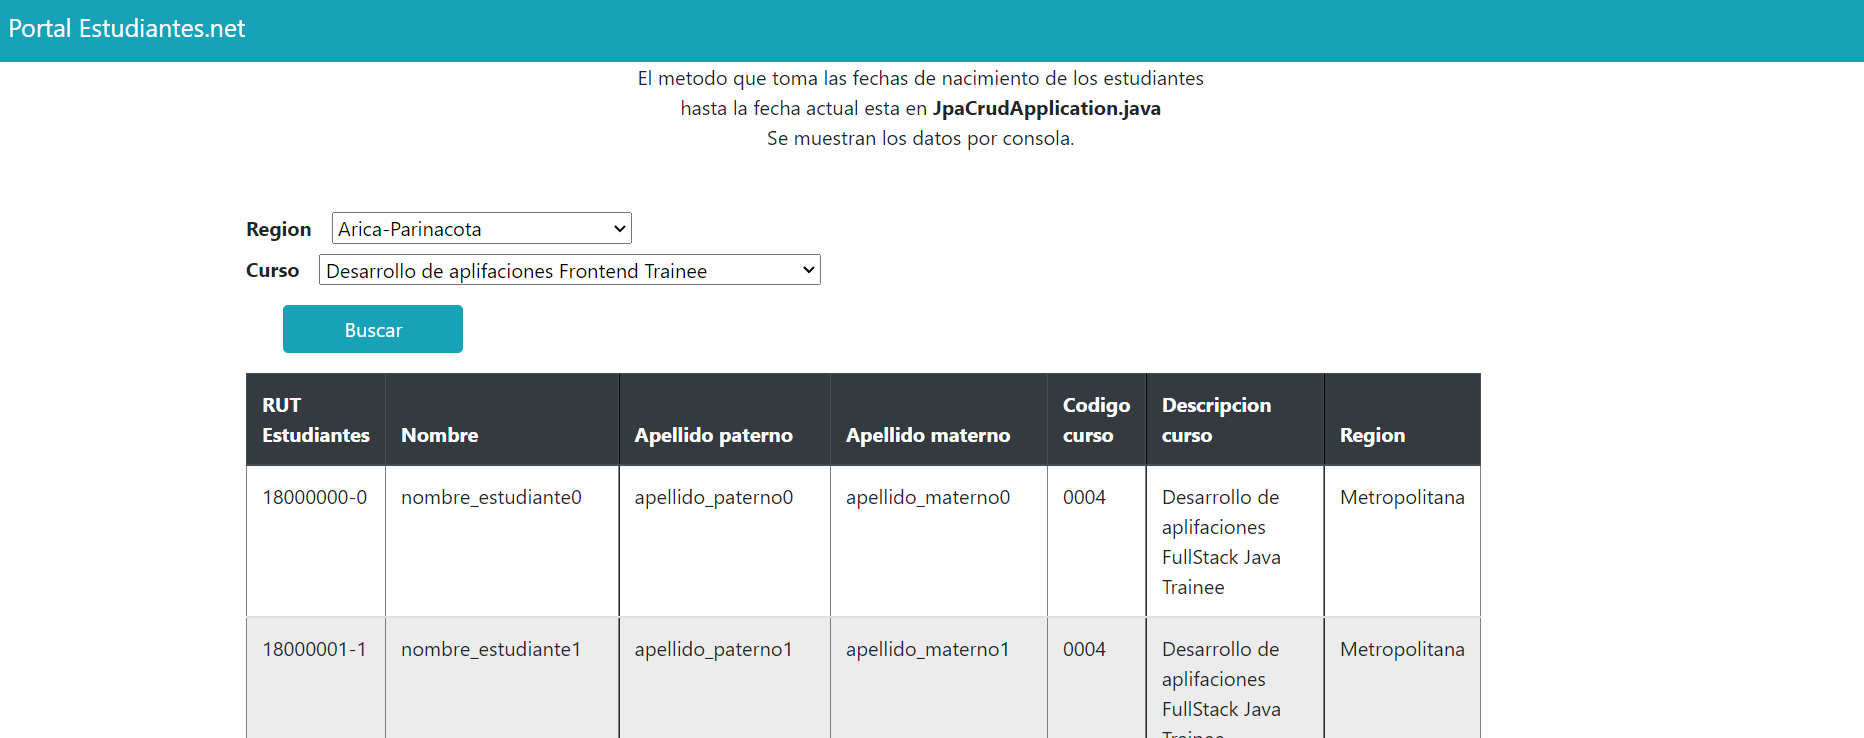 Portal Estudiantes.net
El metodo que toma las fechas de nacimiento de los estudiantes
hasta la fecha actual esta en JpaCrudApplication.java
Se muestran los datos por consola.
Region Arica-Parinacota
Curso Desarrollo de aplifaciones Frontend Trainee
Buscar
RUT Estudiantes Nombre Apellido paterno Apellido materno Codigo curso Descripcion curso Region
18000000-0 nombre_estudiante0 apellido_paterno0 apellido_materno0 0004 Desarrollo de Metropolitana
aplifaciones
FullStack Java
Trainee
18000001-1 nombre_estudiante1 apellido_paterno1 apellido_materno1 0004 Desarrollo de Metropolitana
aplifaciones
FullStack Java
Trainee